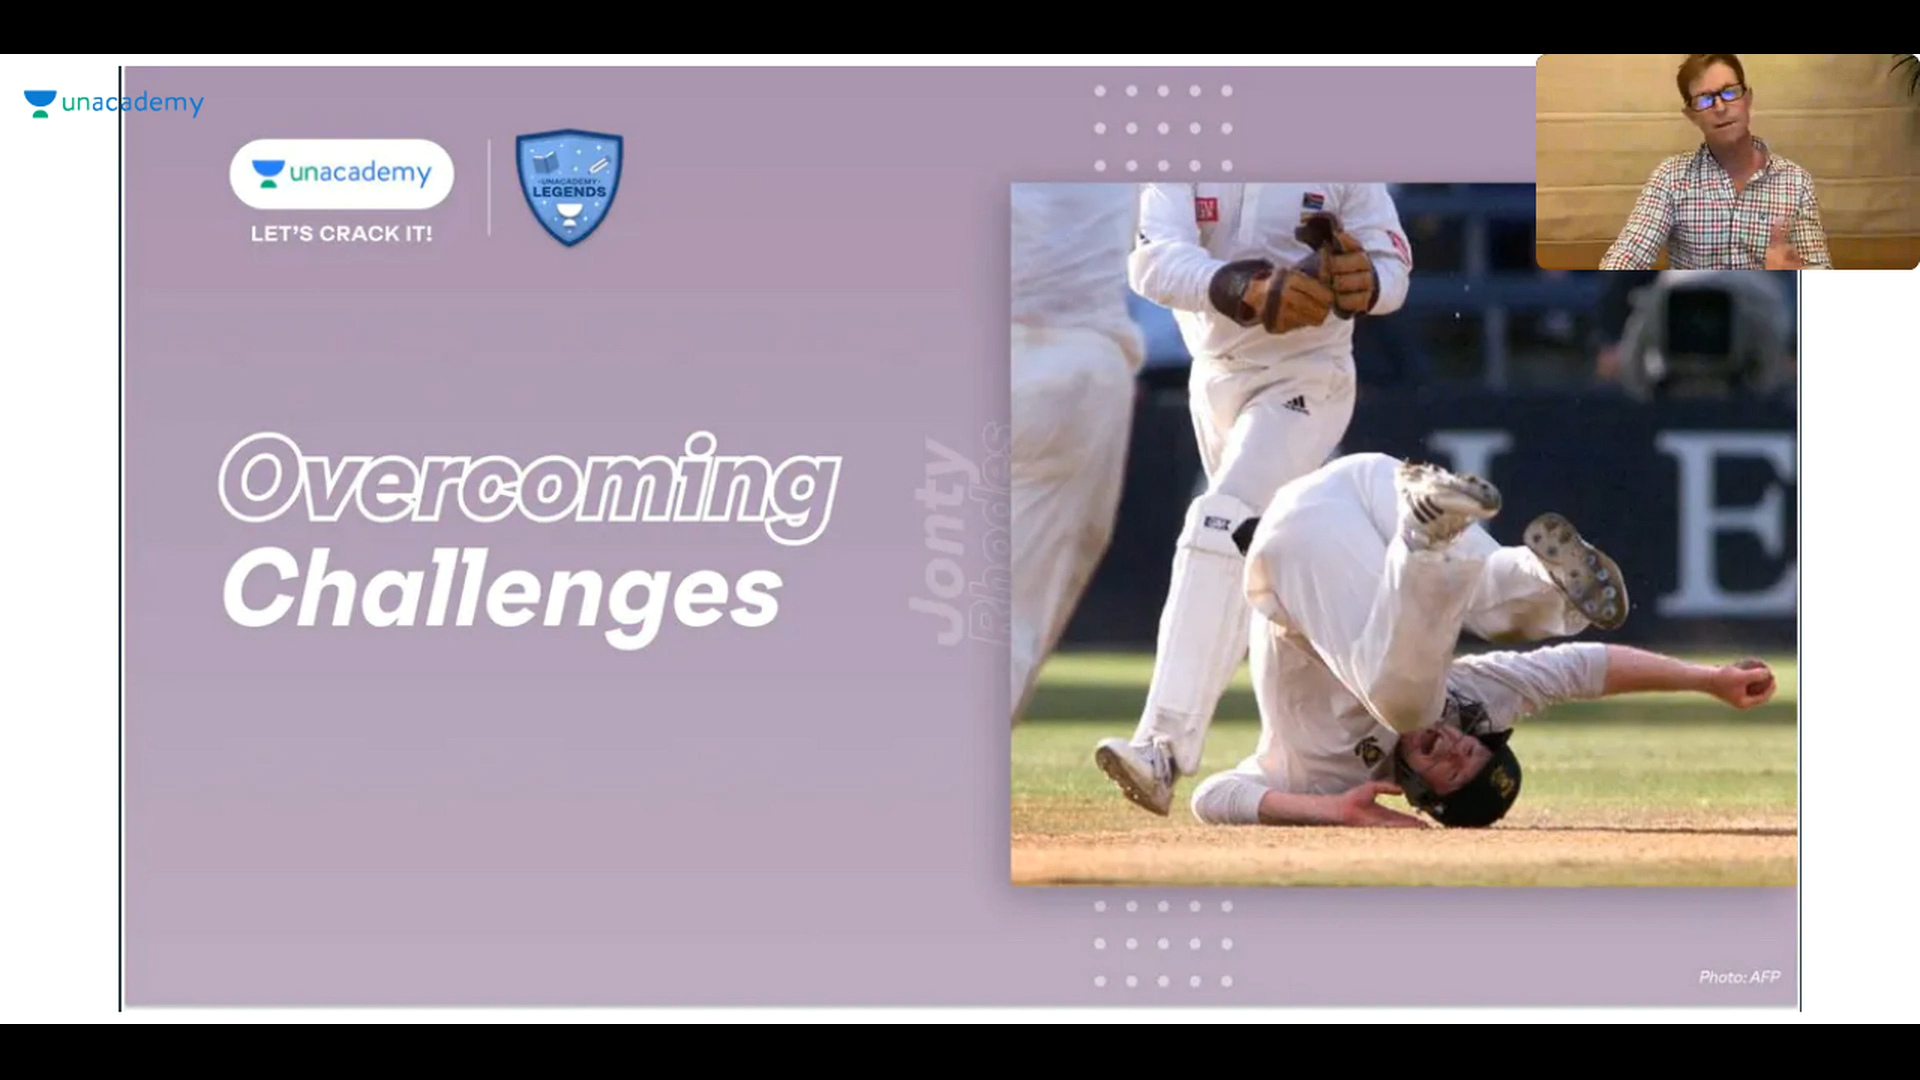 unacademy
unacademy
LET'S CRACK IT!
UNACADEMY
LEGENDS
Overcoming
Challenges
Jonty
Rhodes
E
Photo: AFP